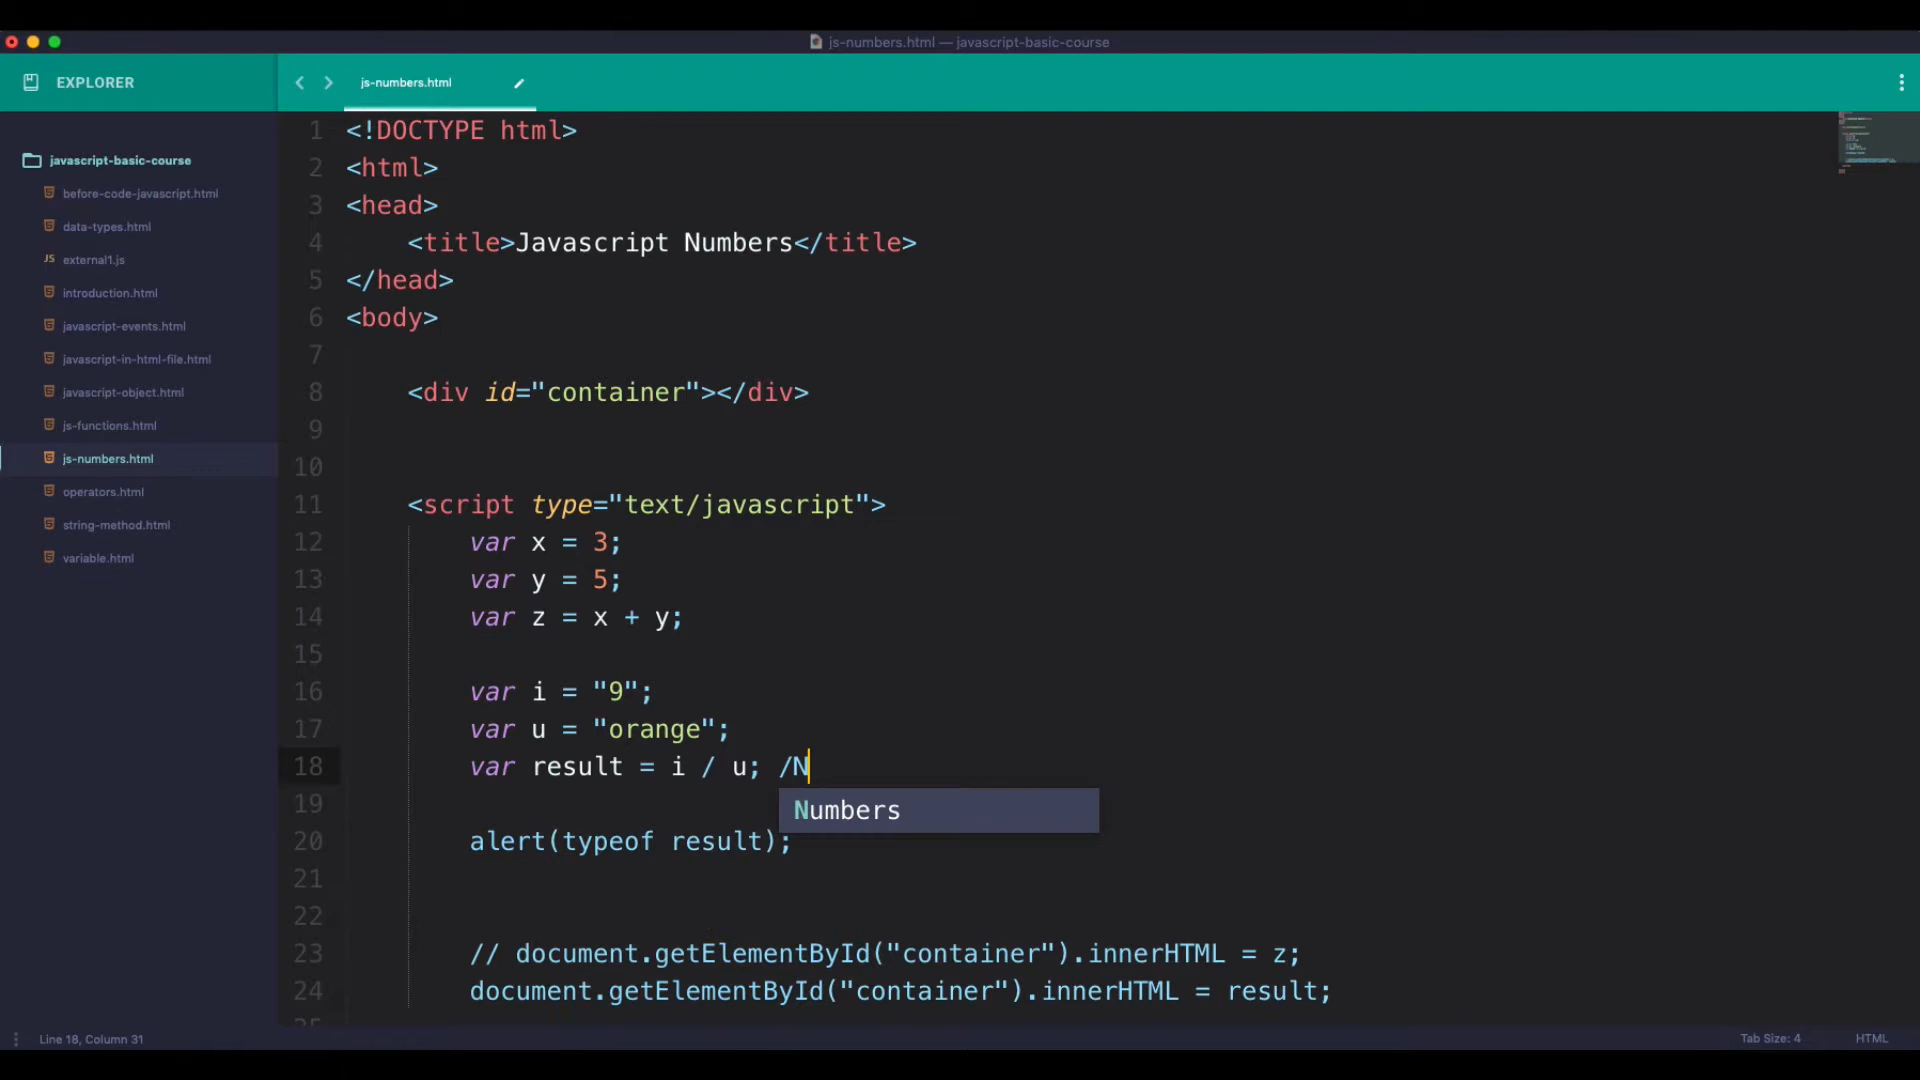 js-numbers.html — javascript-basic-course
EXPLORER
js-numbers.html
javascript-basic-course
before-code-javascript.html
data-types.html
JS external1.js
introduction.html
javascript-events.html
javascript-in-html-file.html
javascript-object.html
js-functions.html
js-numbers.html
operators.html
string-method.html
variable.html
1 <!DOCTYPE html>
2 <html>
3 <head>
4 <title>Javascript Numbers</title>
5 </head>
6 <body>
7
8 <div id="container"></div>
9
10
11 <script type="text/javascript">
12 var x = 3;
13 var y = 5;
14 var z = x + y;
15
16 var i = "9";
17 var u = "orange";
18 var result = i / u; /N
Numbers
19
20 alert(typeof result);
21
22
23 // document.getElementById("container").innerHTML = z;
24 document.getElementById("container").innerHTML = result;
Line 18, Column 31
Tab Size: 4
HTML